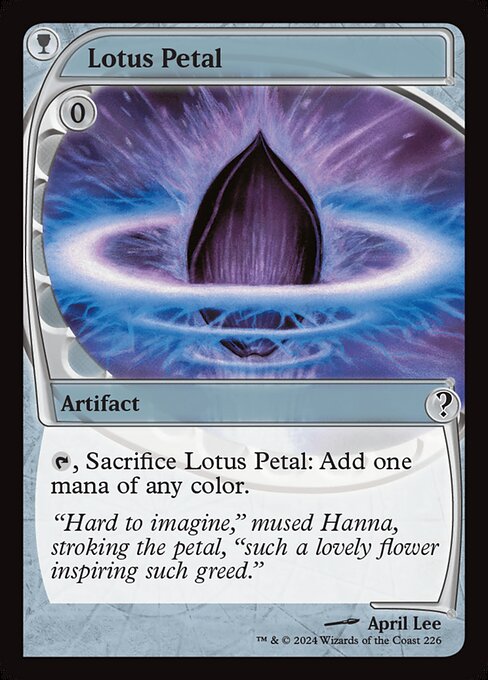 Lotus Petal
0
Artifact
?
, Sacrifice Lotus Petal: Add one
mana of any color.
“Hard to imagine,” mused Hanna,
stroking the petal, “such a lovely flower
inspiring such greed.”
April Lee
™ & © 2024 Wizards of the Coast 226